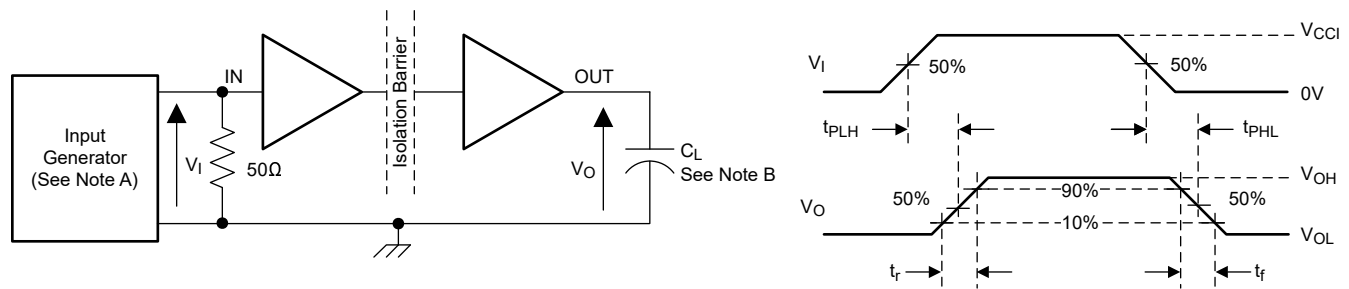 Input
Generator
(See Note A)
V_I
50Ω
IN
Isolation Barrier
OUT
V_O
C_L
See Note B
V_I
50%
50%
V_CCI
0V
t_PLH
t_PHL
V_O
50%
90%
10%
50%
V_OH
V_OL
t_r
t_f